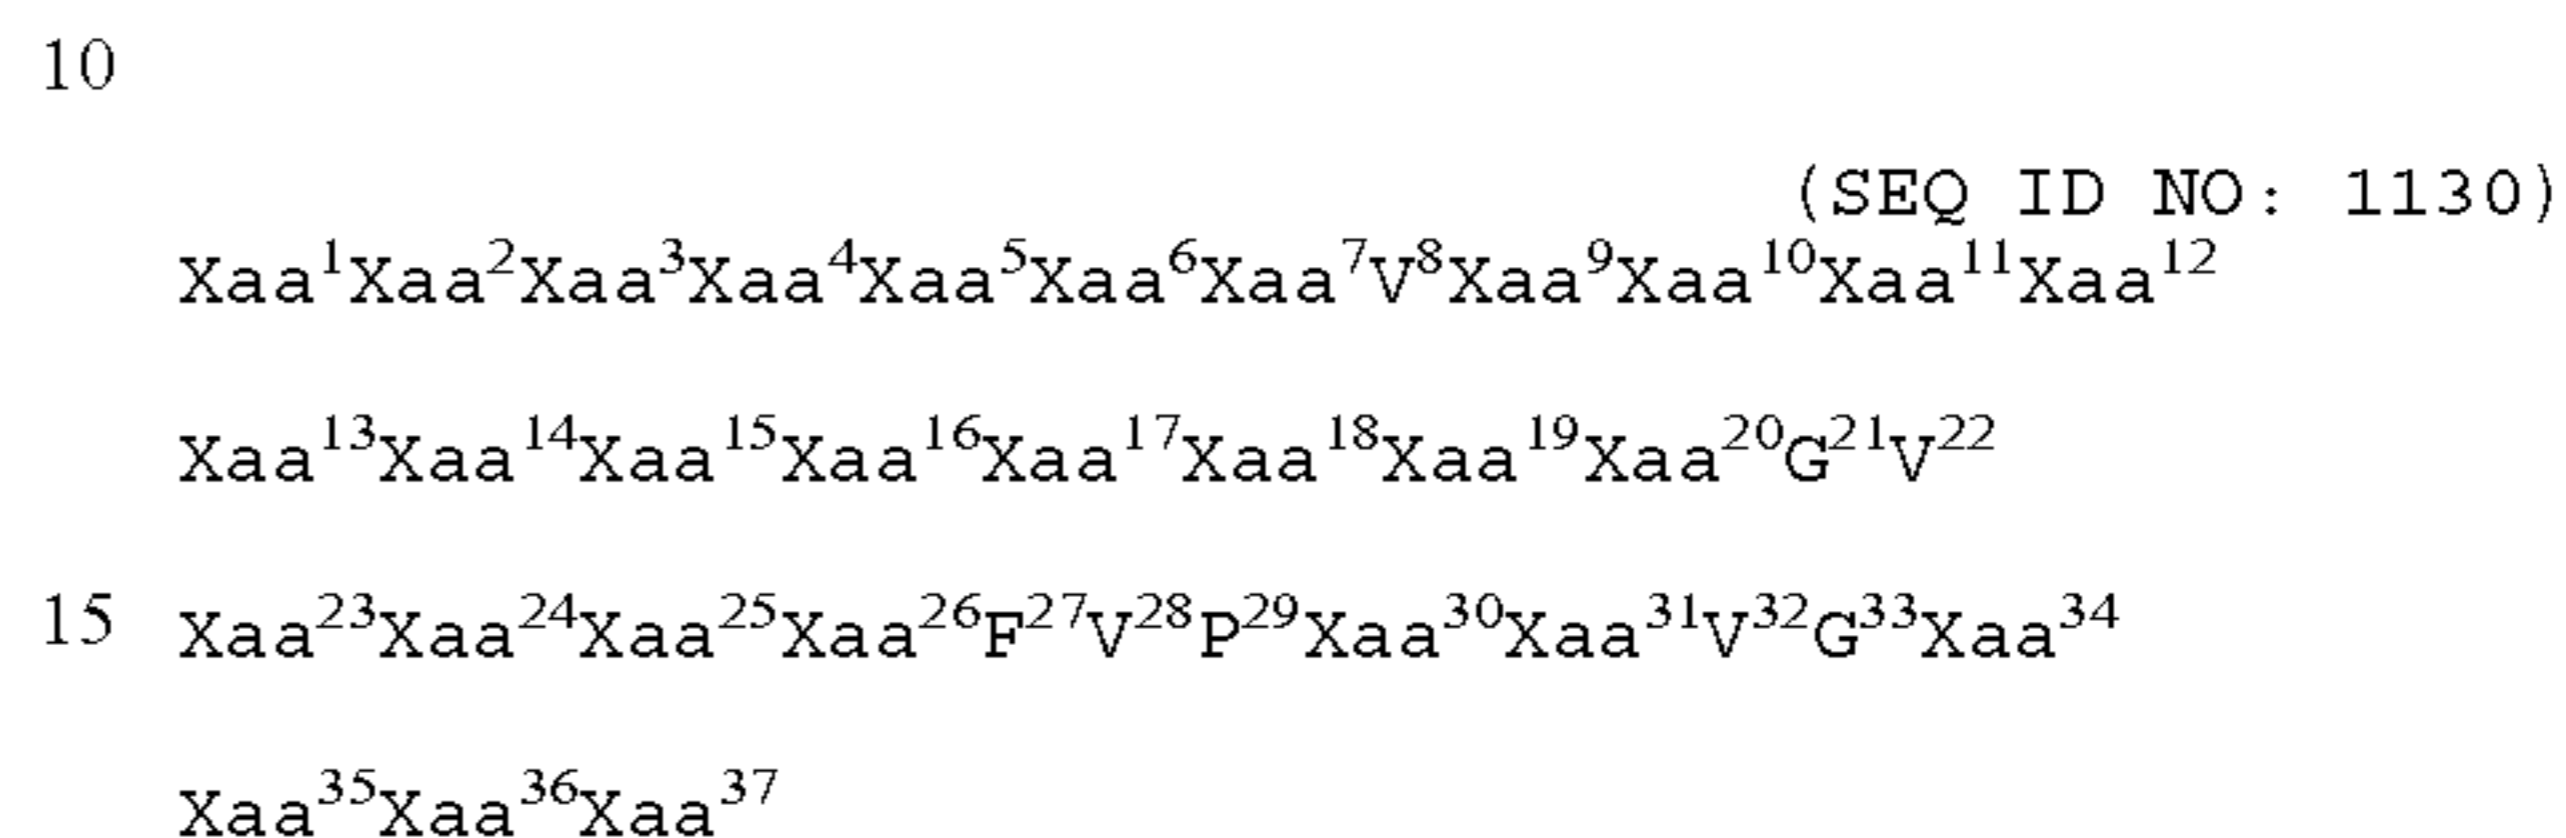 10
(SEQ ID NO: 1130)
Xaa¹Xaa²Xaa³Xaa⁴Xaa⁵Xaa⁶Xaa⁷V⁸Xaa⁹Xaa¹⁰Xaa¹¹Xaa¹²
Xaa¹³Xaa¹⁴Xaa¹⁵Xaa¹⁶Xaa¹⁷Xaa¹⁸Xaa¹⁹Xaa²⁰G²¹V²²
15 Xaa²³Xaa²⁴Xaa²⁵Xaa²⁶F²⁷V²⁸P²⁹Xaa³⁰Xaa³¹V³²G³³Xaa³⁴
Xaa³⁵Xaa³⁶Xaa³⁷